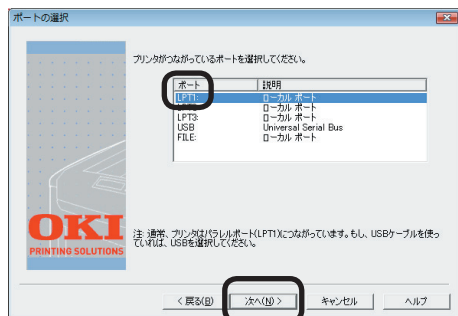 ポートの選択
プリンタがつながっているポートを選択してください。
ポート 説明
LPT1: ローカル ポート
ローカル ポート
LPT3: ローカル ポート
USB Universal Serial Bus
FILE: ローカル ポート
OKI
PRINTING SOLUTIONS
注: 通常、プリンタはパラレルポート(LPT1)につながっています。もし、USBケーブルを使っ
ていれば、USBを選択してください。
< 戻る(B) 次へ(N) > キャンセル ヘルプ